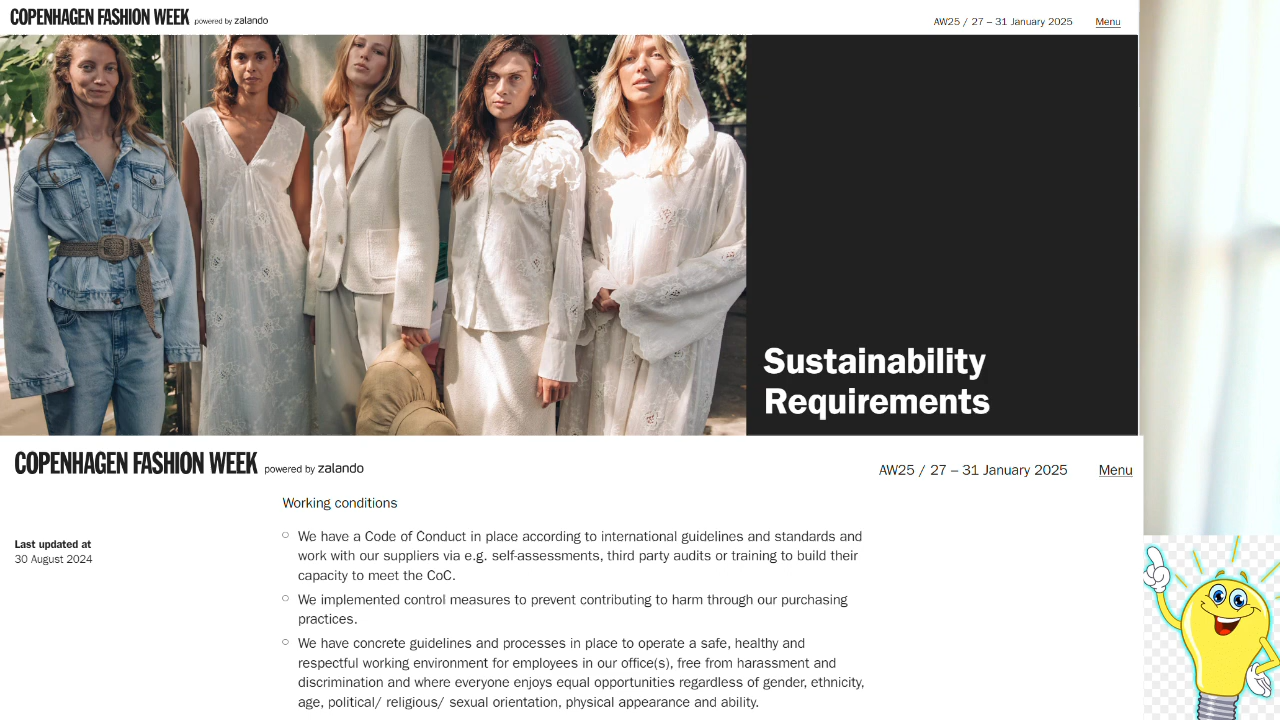 COPENHAGEN FASHION WEEK powered by zalando
AW25 / 27 – 31 January 2025 Menu
Sustainability
Requirements
COPENHAGEN FASHION WEEK powered by zalando
AW25 / 27 – 31 January 2025 Menu
Working conditions
Last updated at
30 August 2024
We have a Code of Conduct in place according to international guidelines and standards and
work with our suppliers via e.g. self-assessments, third party audits or training to build their
capacity to meet the CoC.
We implemented control measures to prevent contributing to harm through our purchasing
practices.
We have concrete guidelines and processes in place to operate a safe, healthy and
respectful working environment for employees in our office(s), free from harassment and
discrimination and where everyone enjoys equal opportunities regardless of gender, ethnicity,
age, political/ religious/ sexual orientation, physical appearance and ability.